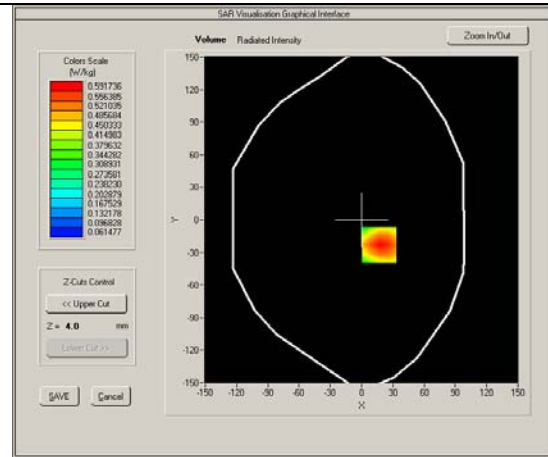 SAR Visualisation Graphical Interface
Volume Radiated Intensity
Zoom In/Out
Colors Scale
(W/kg)
0.591736
0.556385
0.521035
0.485684
0.450333
0.414983
0.379632
0.344282
0.308931
0.273581
0.238230
0.202879
0.167529
0.132178
0.096828
0.061477
Z-Cuts Control
<< Upper Cut
Z = 4.0 mm
Lower Cut >>
SAVE
Cancel
150
120
90
60
30
0
-30
-60
-90
-120
-150
Y
-150 -120 -90 -60 -30 0 30 60 90 120 150
X